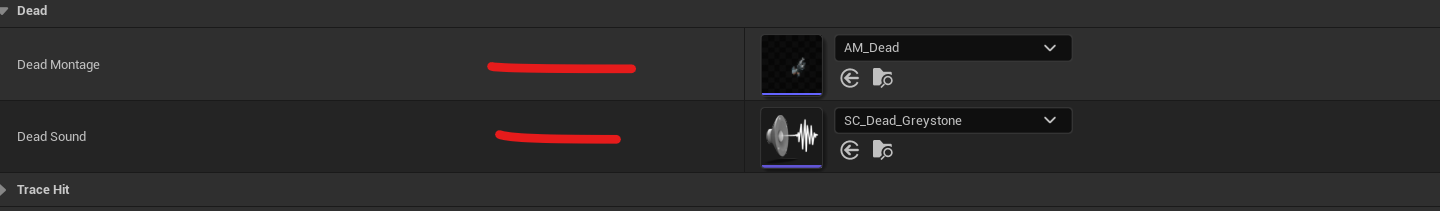 Dead
Dead Montage
AM_Dead
Dead Sound
SC_Dead_Greystone
Trace Hit